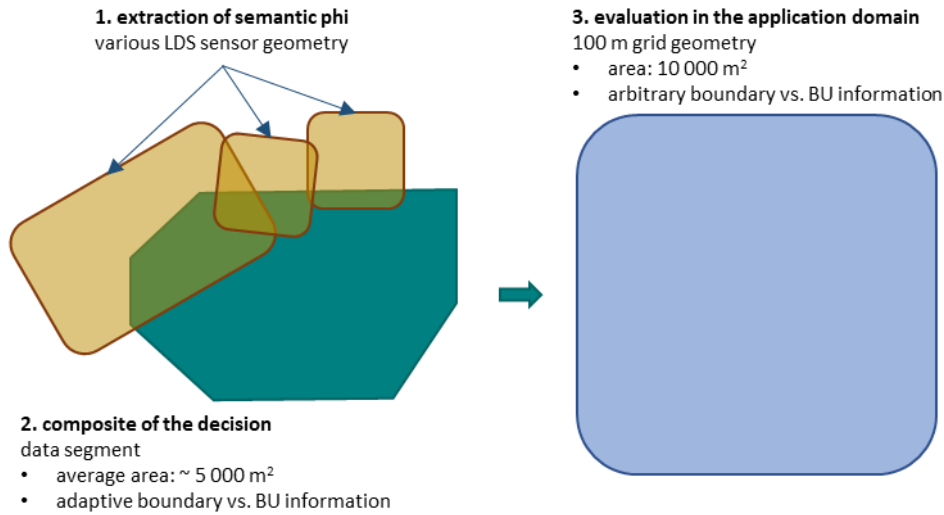 1. extraction of semantic phi
various LDS sensor geometry
2. composite of the decision
data segment
• average area: ~ 5 000 m²
• adaptive boundary vs. BU information
3. evaluation in the application domain
100 m grid geometry
• area: 10 000 m²
• arbitrary boundary vs. BU information